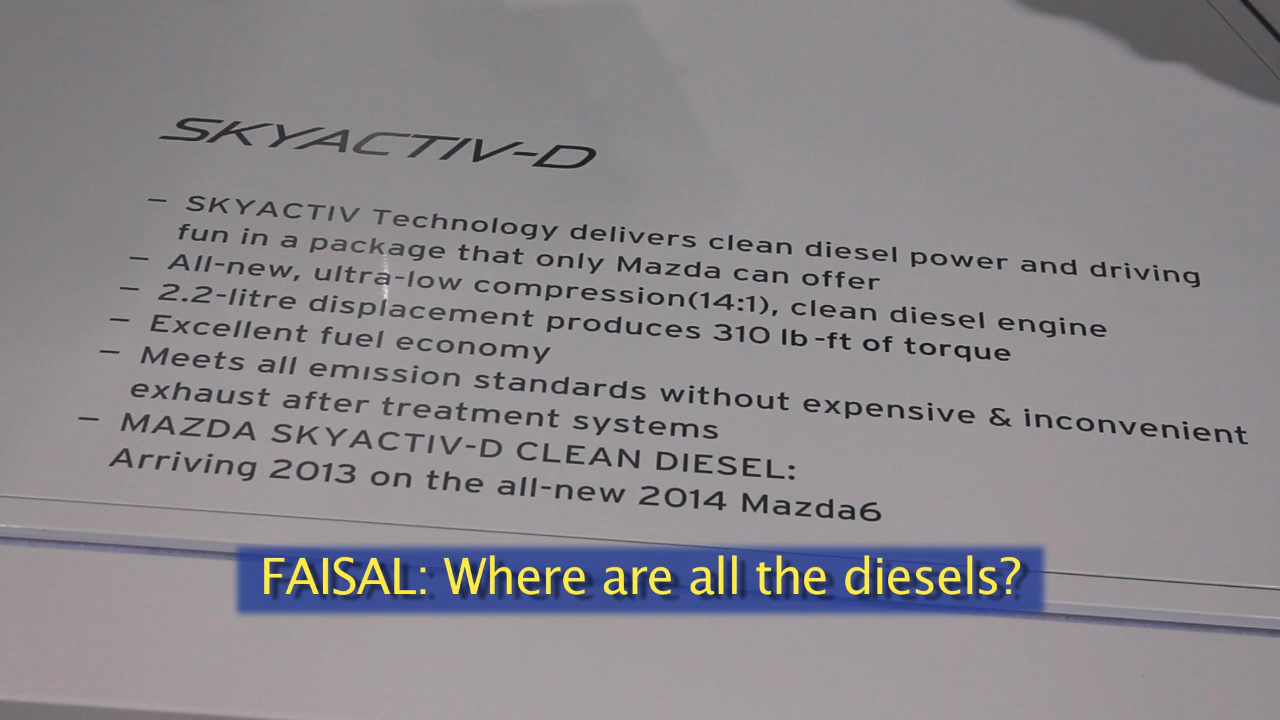 SKYACTIV-D
– SKYACTIV Technology delivers clean diesel power and driving
fun in a package that only Mazda can offer
– All-new, ultra-low compression(14:1), clean diesel engine
– 2.2-litre displacement produces 310 lb-ft of torque
– Excellent fuel economy
– Meets all emission standards without expensive & inconvenient
exhaust after treatment systems
– MAZDA SKYACTIV-D CLEAN DIESEL:
Arriving 2013 on the all-new 2014 Mazda6
FAISAL: Where are all the diesels?